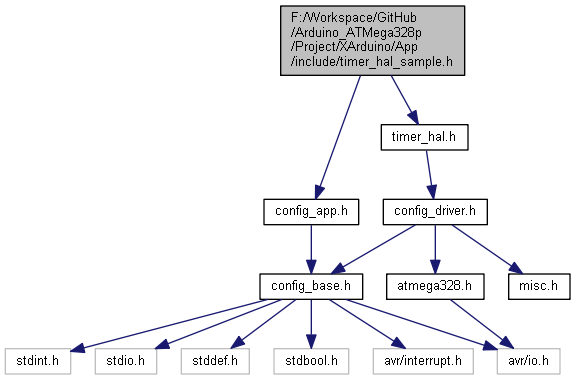 F:/Workspace/GitHub
/Arduino_ATMega328p
/Project/XArduino/App
/include/timer_hal_sample.h
timer_hal.h
config_app.h
config_driver.h
config_base.h
atmega328.h
misc.h
stdint.h
stdio.h
stddef.h
stdbool.h
avr/interrupt.h
avr/io.h